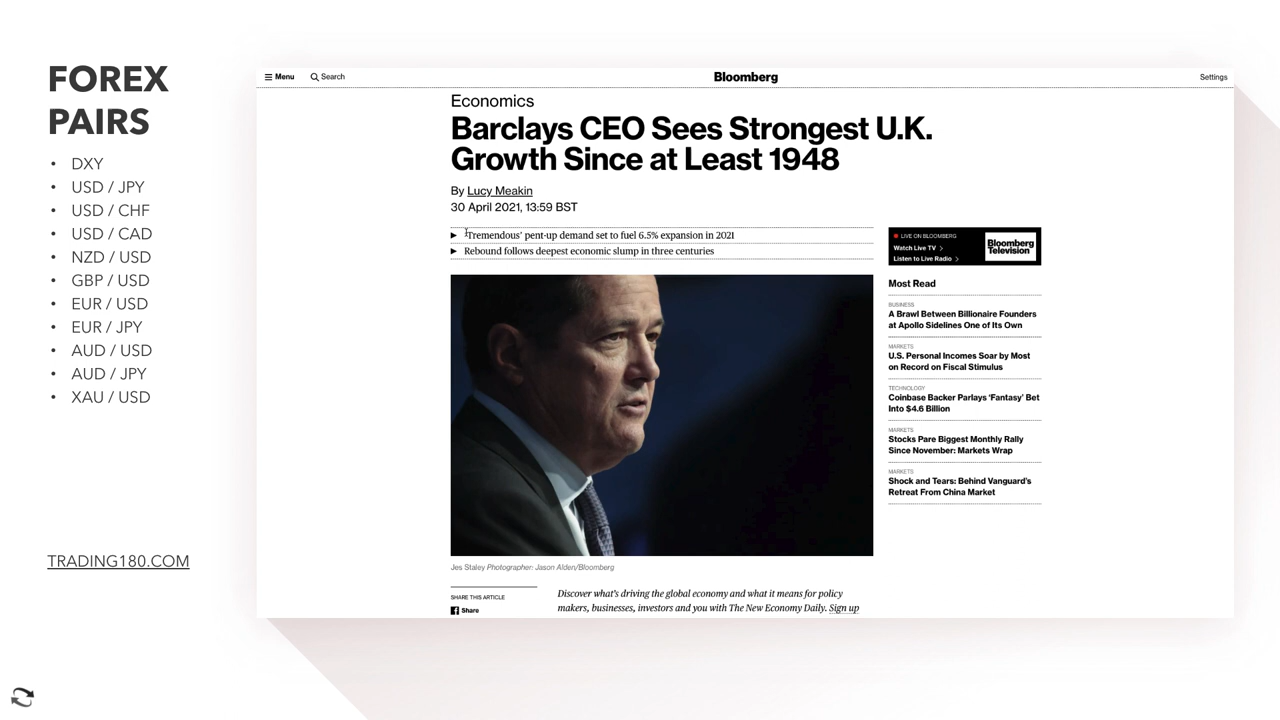 FOREX
PAIRS
• DXY
• USD / JPY
• USD / CHF
• USD / CAD
• NZD / USD
• GBP / USD
• EUR / USD
• EUR / JPY
• AUD / USD
• AUD / JPY
• XAU / USD
TRADING180.COM
Menu
Search
Bloomberg
Settings
Economics
Barclays CEO Sees Strongest U.K.
Growth Since at Least 1948
By Lucy Meakin
30 April 2021, 13:59 BST
‘Tremendous’ pent-up demand set to fuel 6.5% expansion in 2021
Rebound follows deepest economic slump in three centuries
Jes Staley Photographer: Jason Alden/Bloomberg
SHARE THIS ARTICLE
Share
Discover what’s driving the global economy and what it means for policy
makers, businesses, investors and you with The New Economy Daily. Sign up
LIVE ON BLOOMBERG
Watch Live TV
Listen to Live Radio
Bloomberg
Television
Most Read
BUSINESS
A Brawl Between Billionaire Founders
at Apollo Sidelines One of Its Own
MARKETS
U.S. Personal Incomes Soar by Most
on Record on Fiscal Stimulus
TECHNOLOGY
Coinbase Backer Parlays ‘Fantasy’ Bet
Into $4.6 Billion
MARKETS
Stocks Pare Biggest Monthly Rally
Since November: Markets Wrap
MARKETS
Shock and Tears: Behind Vanguard’s
Retreat From China Market